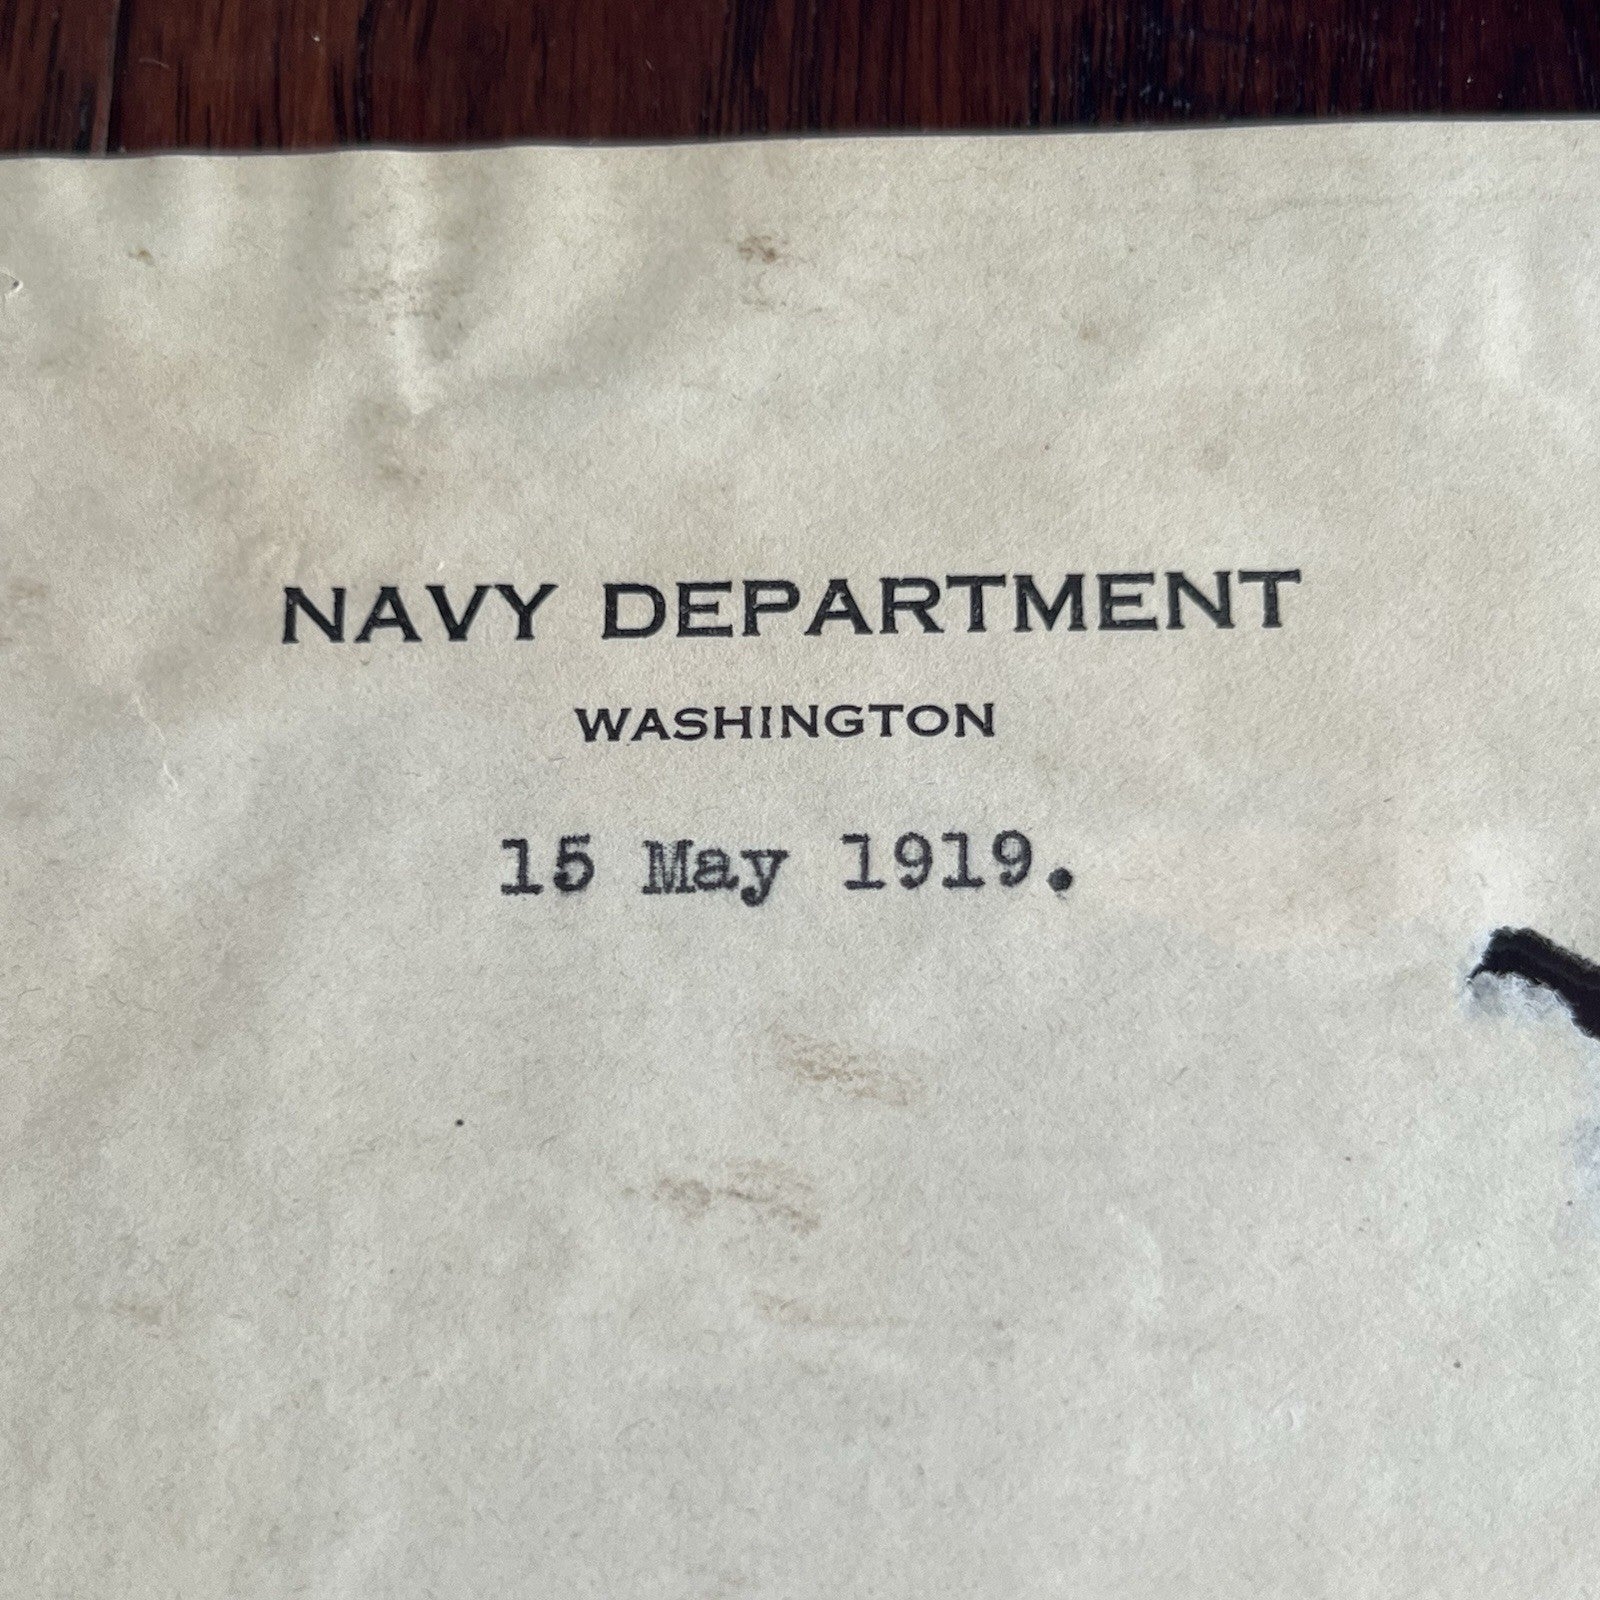 NAVY DEPARTMENT
WASHINGTON
15 May 1919.